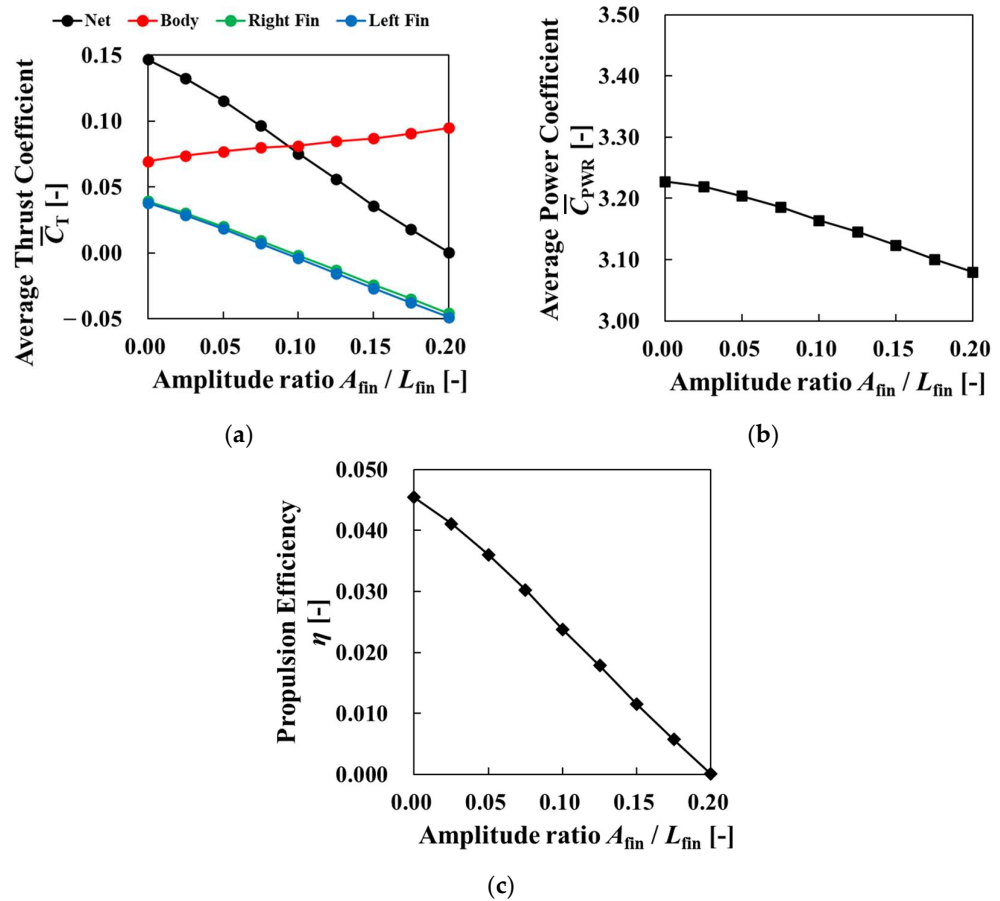 Net Body Right Fin Left Fin
Average Thrust Coefficient
C̅T [-]
0.15
0.10
0.05
0.00
– 0.05
0.00 0.05 0.10 0.15 0.20
Amplitude ratio Afin / Lfin [-]
(a)
Average Power Coefficient
C̅PWR [-]
3.50
3.40
3.30
3.20
3.10
3.00
0.00 0.05 0.10 0.15 0.20
Amplitude ratio Afin / Lfin [-]
(b)
Propulsion Efficiency
η [-]
0.050
0.040
0.030
0.020
0.010
0.000
0.00 0.05 0.10 0.15 0.20
Amplitude ratio Afin / Lfin [-]
(c)